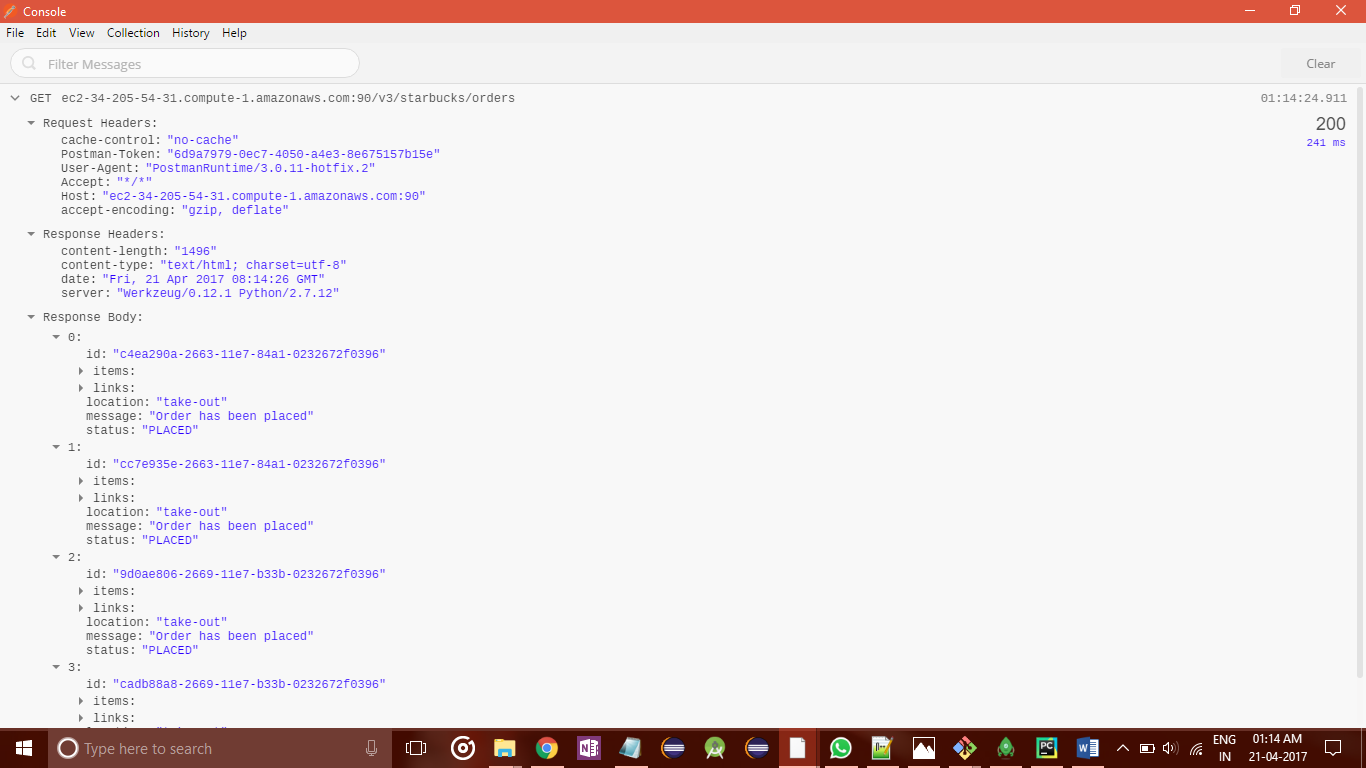 Console
File Edit View Collection History Help
Filter Messages
Clear
GET ec2-34-205-54-31.compute-1.amazonaws.com:90/v3/starbucks/orders 01:14:24.911
Request Headers: 200
cache-control: "no-cache" 241 ms
Postman-Token: "6d9a7979-0ec7-4050-a4e3-8e675157b15e"
User-Agent: "PostmanRuntime/3.0.11-hotfix.2"
Accept: "*/*"
Host: "ec2-34-205-54-31.compute-1.amazonaws.com:90"
accept-encoding: "gzip, deflate"
Response Headers:
content-length: "1496"
content-type: "text/html; charset=utf-8"
date: "Fri, 21 Apr 2017 08:14:26 GMT"
server: "Werkzeug/0.12.1 Python/2.7.12"
Response Body:
0:
id: "c4ea290a-2663-11e7-84a1-0232672f0396"
items:
links:
location: "take-out"
message: "Order has been placed"
status: "PLACED"
1:
id: "cc7e935e-2663-11e7-84a1-0232672f0396"
items:
links:
location: "take-out"
message: "Order has been placed"
status: "PLACED"
2:
id: "9d0ae806-2669-11e7-b33b-0232672f0396"
items:
links:
location: "take-out"
message: "Order has been placed"
status: "PLACED"
3:
id: "cadb88a8-2669-11e7-b33b-0232672f0396"
items:
links:
Type here to search
N
PC
W
ENG
IN
01:14 AM
21-04-2017